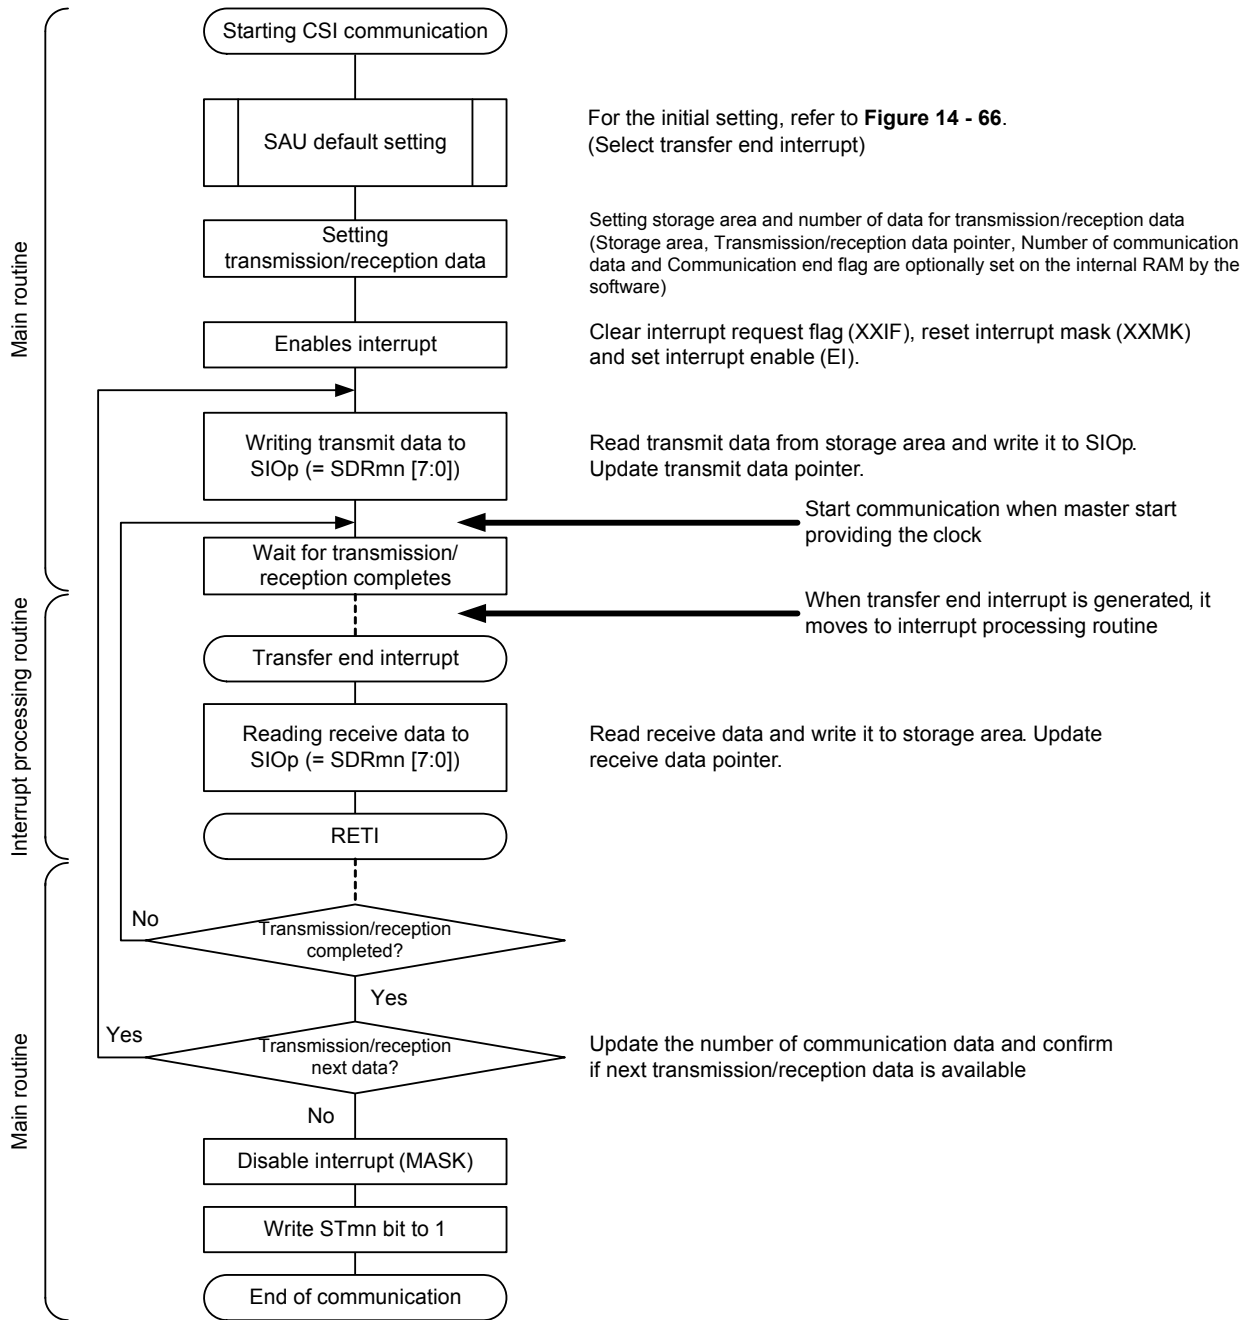 Starting CSI communication
SAU default setting
For the initial setting, refer to Figure 14 - 66.
(Select transfer end interrupt)
Setting
transmission/reception data
Setting storage area and number of data for transmission/reception data
(Storage area, Transmission/reception data pointer, Number of communication
data and Communication end flag are optionally set on the internal RAM by the
software)
Main routine
Enables interrupt
Clear interrupt request flag (XXIF), reset interrupt mask (XXMK)
and set interrupt enable (EI).
Writing transmit data to
SIOp (= SDRmn [7:0])
Read transmit data from storage area and write it to SIOp.
Update transmit data pointer.
Start communication when master start
providing the clock
Wait for transmission/
reception completes
When transfer end interrupt is generated, it
moves to interrupt processing routine
Interrupt processing routine
Transfer end interrupt
Reading receive data to
SIOp (= SDRmn [7:0])
Read receive data and write it to storage area. Update
receive data pointer.
RETI
No
Transmission/reception
completed?
Yes
Main routine
Yes
Transmission/reception
next data?
Update the number of communication data and confirm
if next transmission/reception data is available
No
Disable interrupt (MASK)
Write STmn bit to 1
End of communication